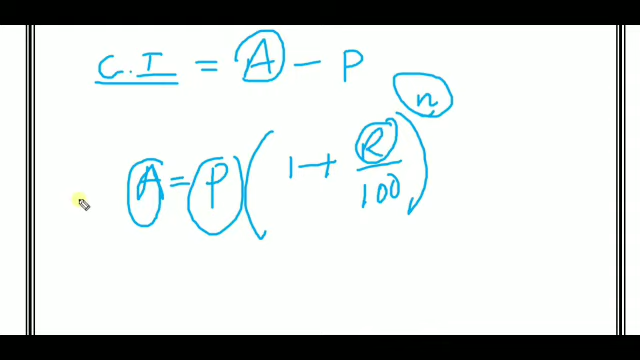 C.I = A - P
A = P(1 + R/100)^n